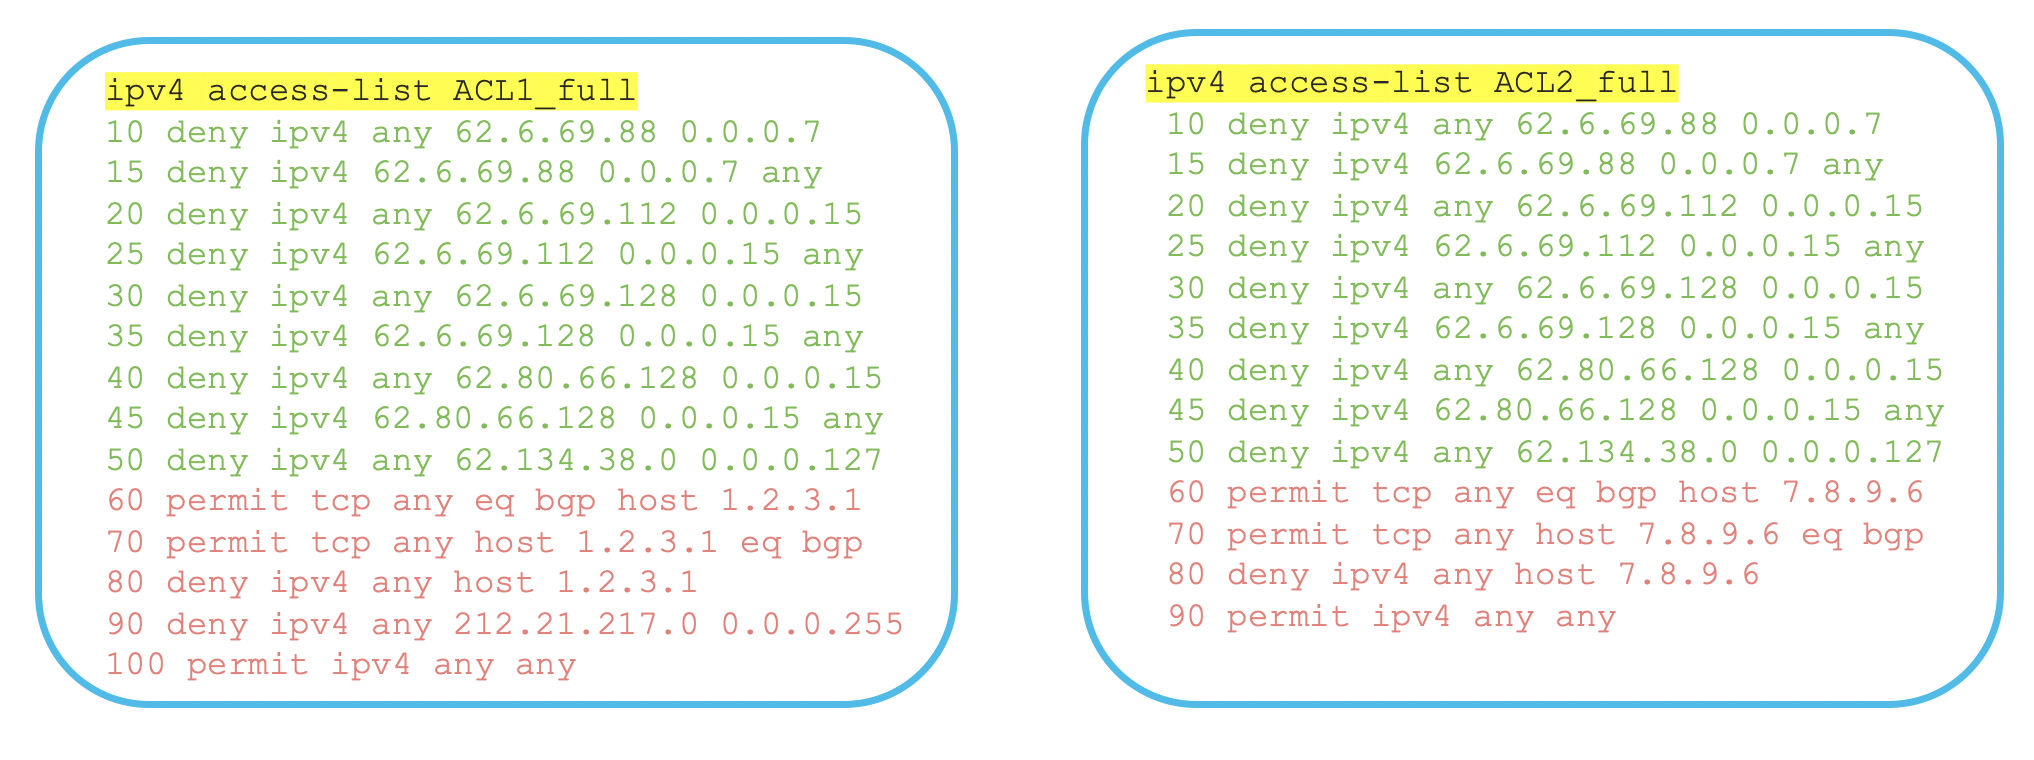 ipv4 access-list ACL1_full
10 deny ipv4 any 62.6.69.88 0.0.0.7
15 deny ipv4 62.6.69.88 0.0.0.7 any
20 deny ipv4 any 62.6.69.112 0.0.0.15
25 deny ipv4 62.6.69.112 0.0.0.15 any
30 deny ipv4 any 62.6.69.128 0.0.0.15
35 deny ipv4 62.6.69.128 0.0.0.15 any
40 deny ipv4 any 62.80.66.128 0.0.0.15
45 deny ipv4 62.80.66.128 0.0.0.15 any
50 deny ipv4 any 62.134.38.0 0.0.0.127
60 permit tcp any eq bgp host 1.2.3.1
70 permit tcp any host 1.2.3.1 eq bgp
80 deny ipv4 any host 1.2.3.1
90 deny ipv4 any 212.21.217.0 0.0.0.255
100 permit ipv4 any any
ipv4 access-list ACL2_full
10 deny ipv4 any 62.6.69.88 0.0.0.7
15 deny ipv4 62.6.69.88 0.0.0.7 any
20 deny ipv4 any 62.6.69.112 0.0.0.15
25 deny ipv4 62.6.69.112 0.0.0.15 any
30 deny ipv4 any 62.6.69.128 0.0.0.15
35 deny ipv4 62.6.69.128 0.0.0.15 any
40 deny ipv4 any 62.80.66.128 0.0.0.15
45 deny ipv4 62.80.66.128 0.0.0.15 any
50 deny ipv4 any 62.134.38.0 0.0.0.127
60 permit tcp any eq bgp host 7.8.9.6
70 permit tcp any host 7.8.9.6 eq bgp
80 deny ipv4 any host 7.8.9.6
90 permit ipv4 any any